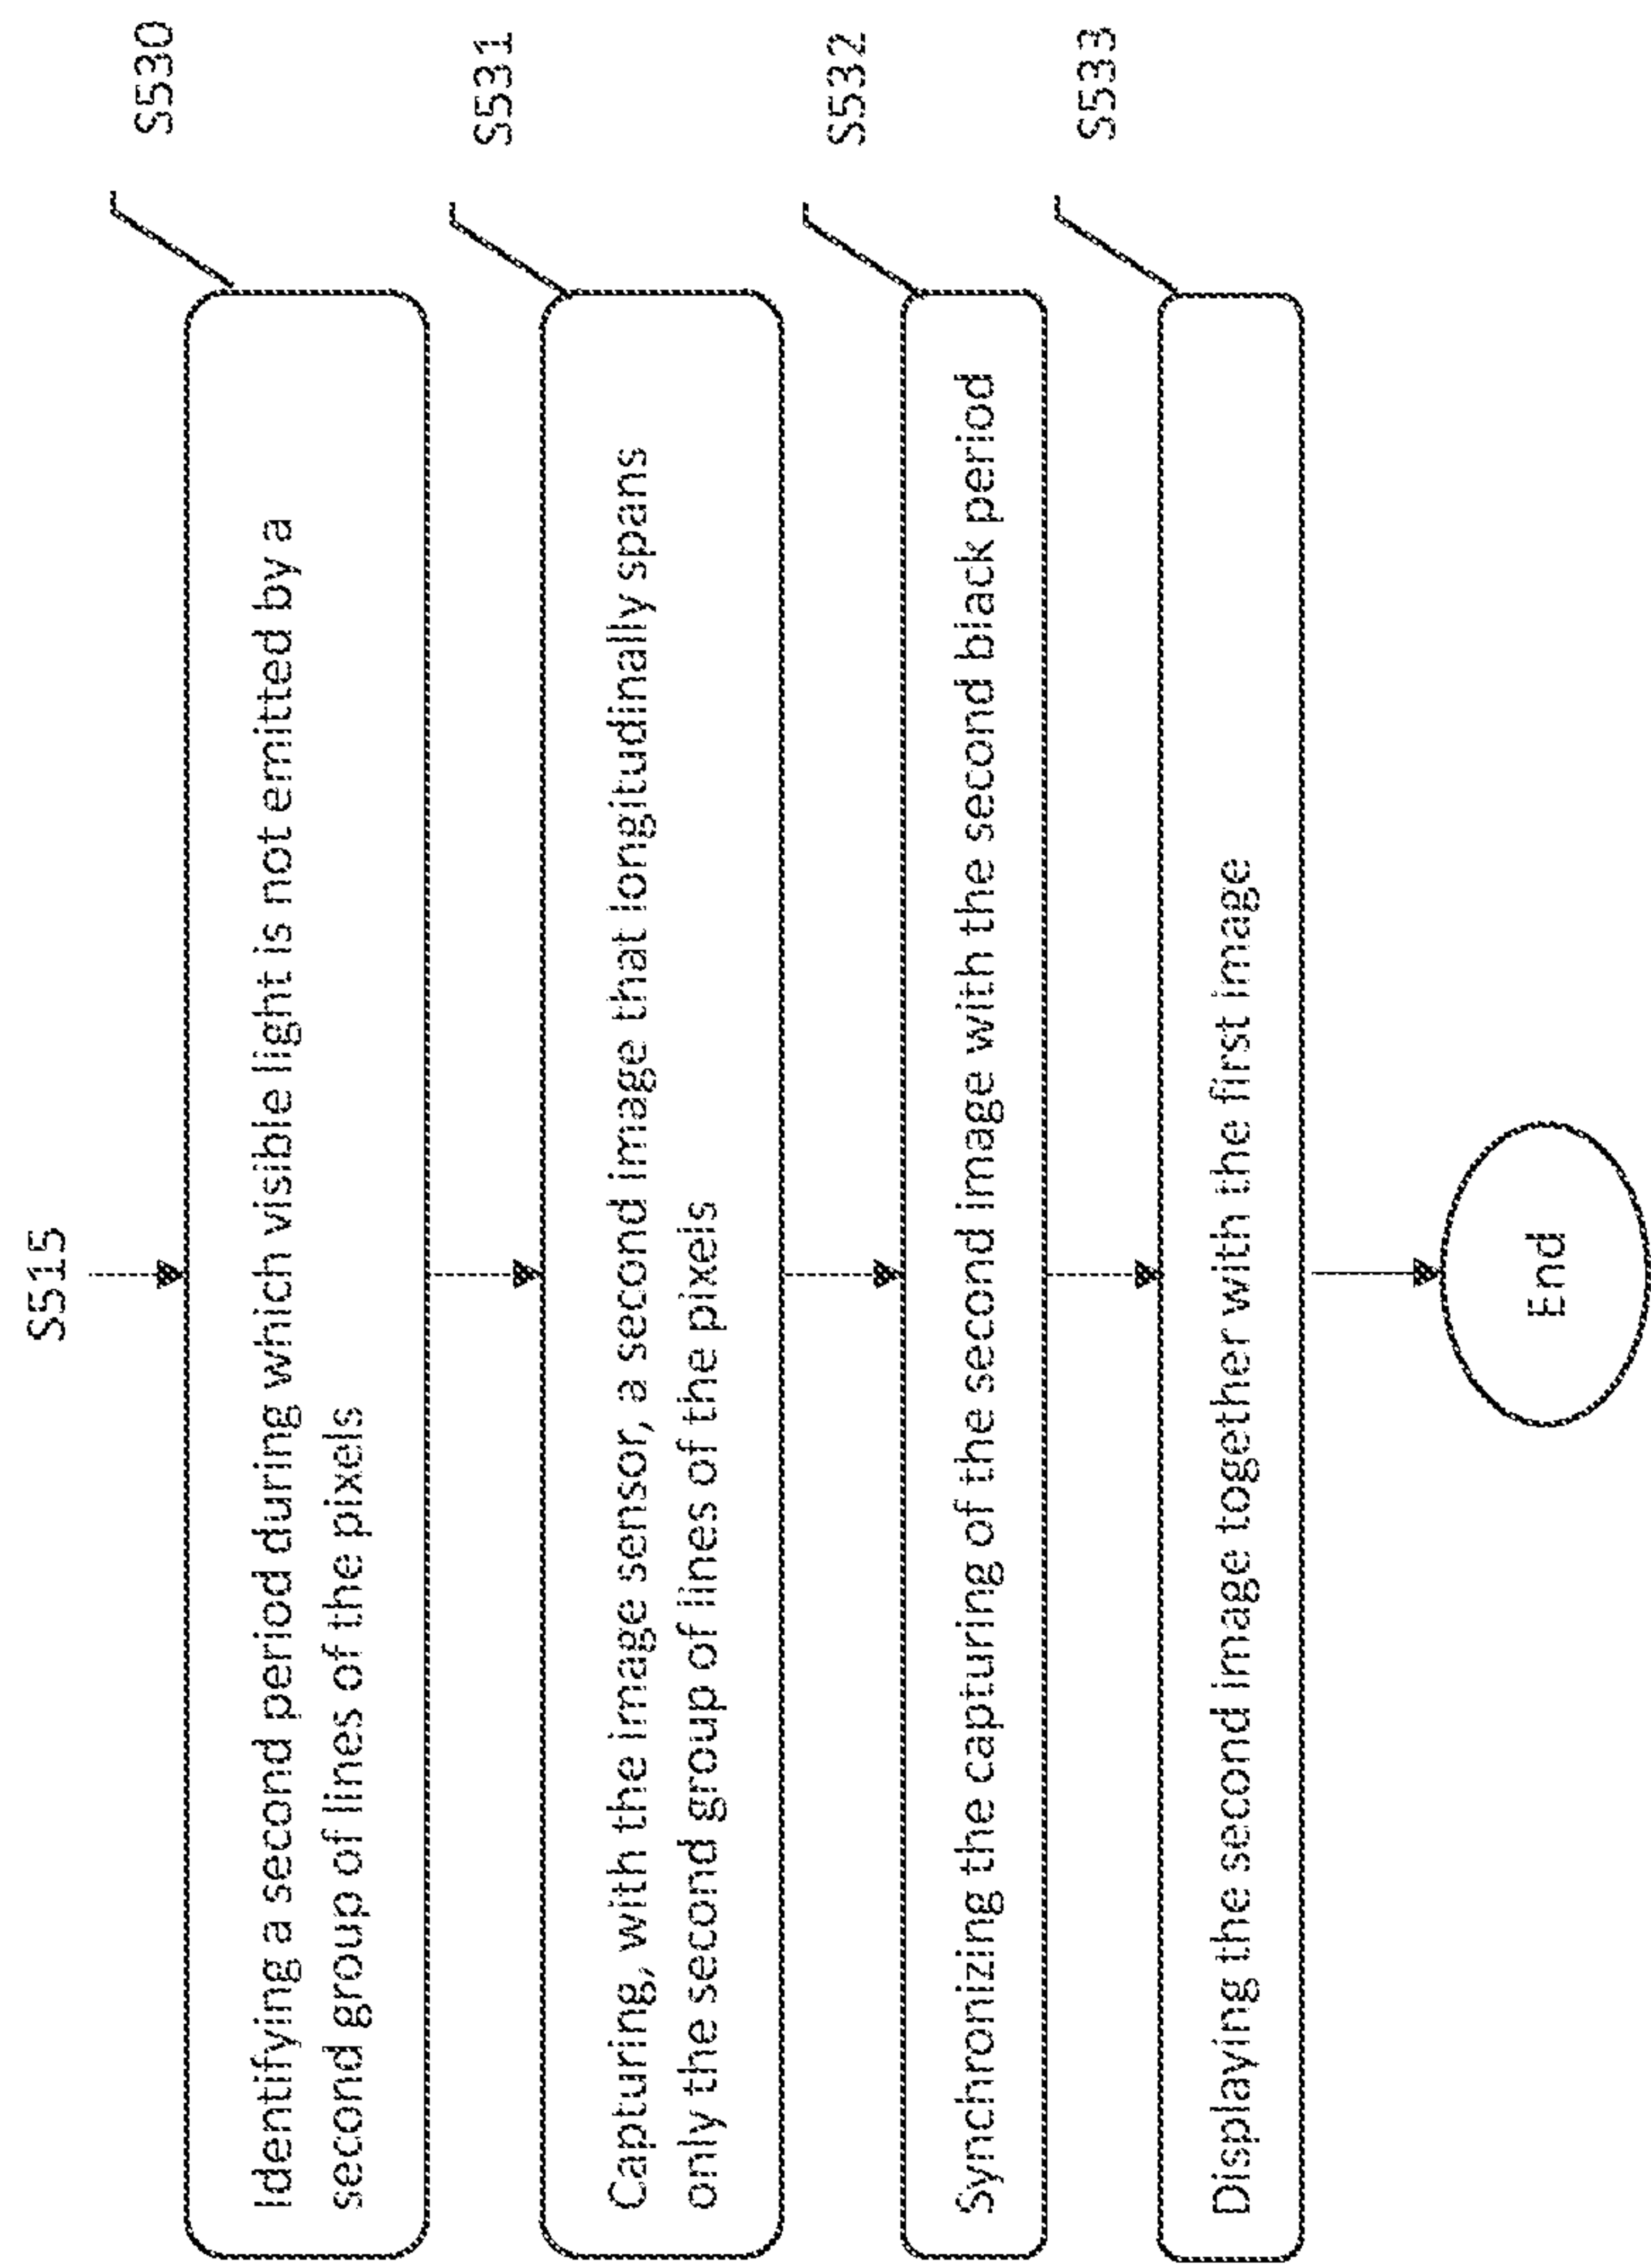 S515
S530
Identifying a second period during which visible light is not emitted by a
second group of lines of the pixels
S531
Capturing, with the image sensor, a second image that longitudinally spans
only the second group of lines of the pixels
S532
Synchronizing the capturing of the second image with the second black period
S533
Displaying the second image together with the first image
End